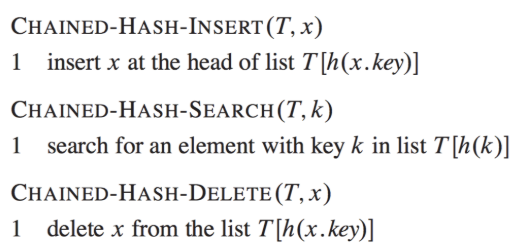 CHAINED-HASH-INSERT(T, x)
1 insert x at the head of list T[h(x.key)]
CHAINED-HASH-SEARCH(T, k)
1 search for an element with key k in list T[h(k)]
CHAINED-HASH-DELETE(T, x)
1 delete x from the list T[h(x.key)]